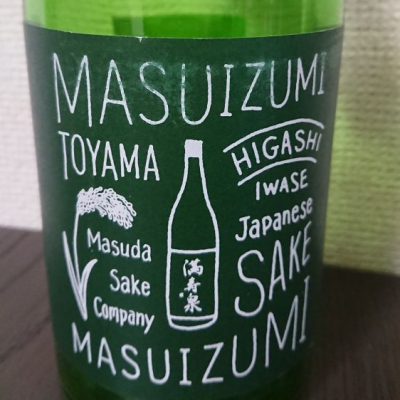 MASUIZUMI
TOYAMA
HIGASHI
IWASE
Japanese
SAKE
Masuda
Sake
Company
満寿泉
MASUIZUMI